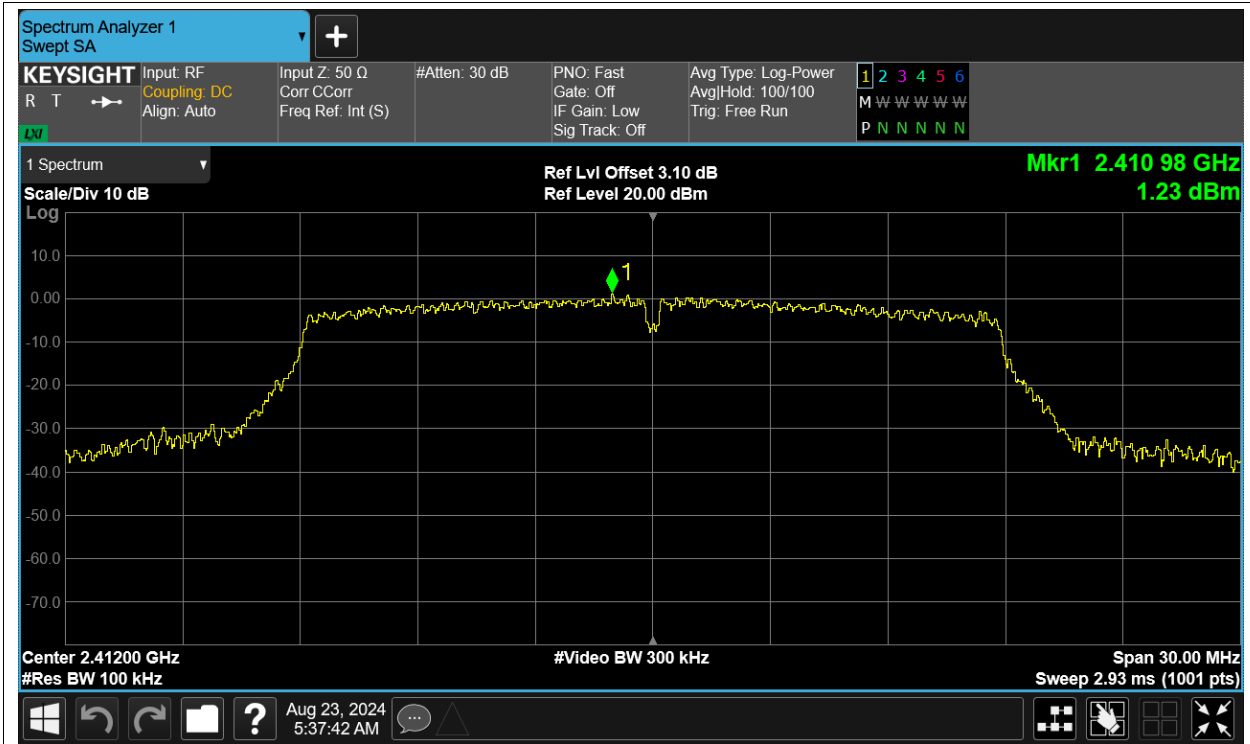 Spectrum Analyzer 1
Swept SA
KEYSIGHT
R T
LXI
Input: RF
Coupling: DC
Align: Auto
Input Z: 50 Ω
Corr CCorr
Freq Ref: Int (S)
#Atten: 30 dB
PNO: Fast
Gate: Off
IF Gain: Low
Sig Track: Off
Avg Type: Log-Power
Avg|Hold: 100/100
Trig: Free Run
1 2 3 4 5 6
M W W W W W
P N N N N N
1 Spectrum
Scale/Div 10 dB
Log
Ref Lvl Offset 3.10 dB
Ref Level 20.00 dBm
Mkr1 2.410 98 GHz
1.23 dBm
10.0
1
0.00
-10.0
-20.0
-30.0
-40.0
-50.0
-60.0
-70.0
Center 2.41200 GHz
#Video BW 300 kHz
Span 30.00 MHz
#Res BW 100 kHz
Sweep 2.93 ms (1001 pts)
?
Aug 23, 2024
5:37:42 AM